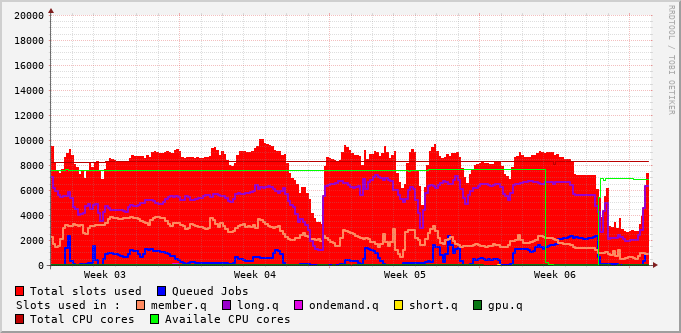 20000
18000
16000
14000
12000
10000
8000
6000
4000
2000
0
Week 03 Week 04 Week 05 Week 06
RRDTOOL / TOBI OETIKER
Total slots used Queued Jobs
Slots used in : member.q long.q ondemand.q short.q gpu.q
Total CPU cores Availale CPU cores